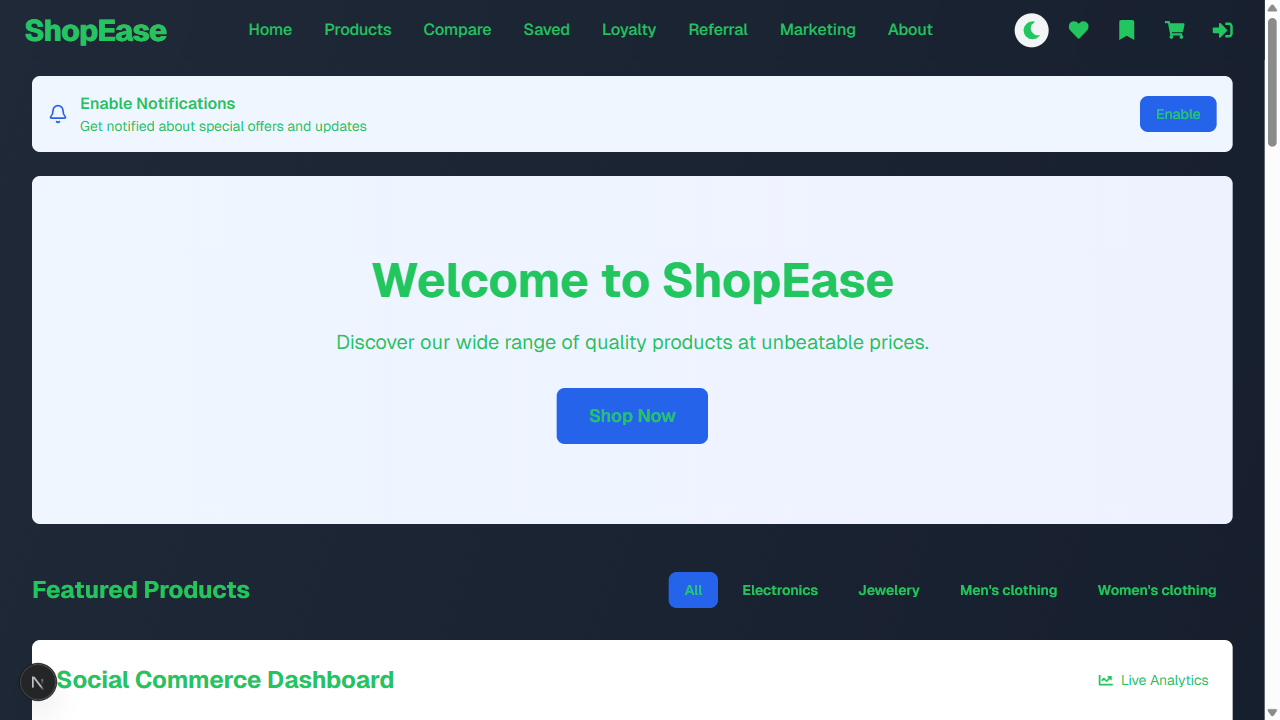 ShopEase
Home Products Compare Saved Loyalty Referral Marketing About
Enable Notifications
Get notified about special offers and updates
Enable
Welcome to ShopEase
Discover our wide range of quality products at unbeatable prices.
Shop Now
Featured Products
All Electronics Jewelery Men's clothing Women's clothing
Social Commerce Dashboard
Live Analytics